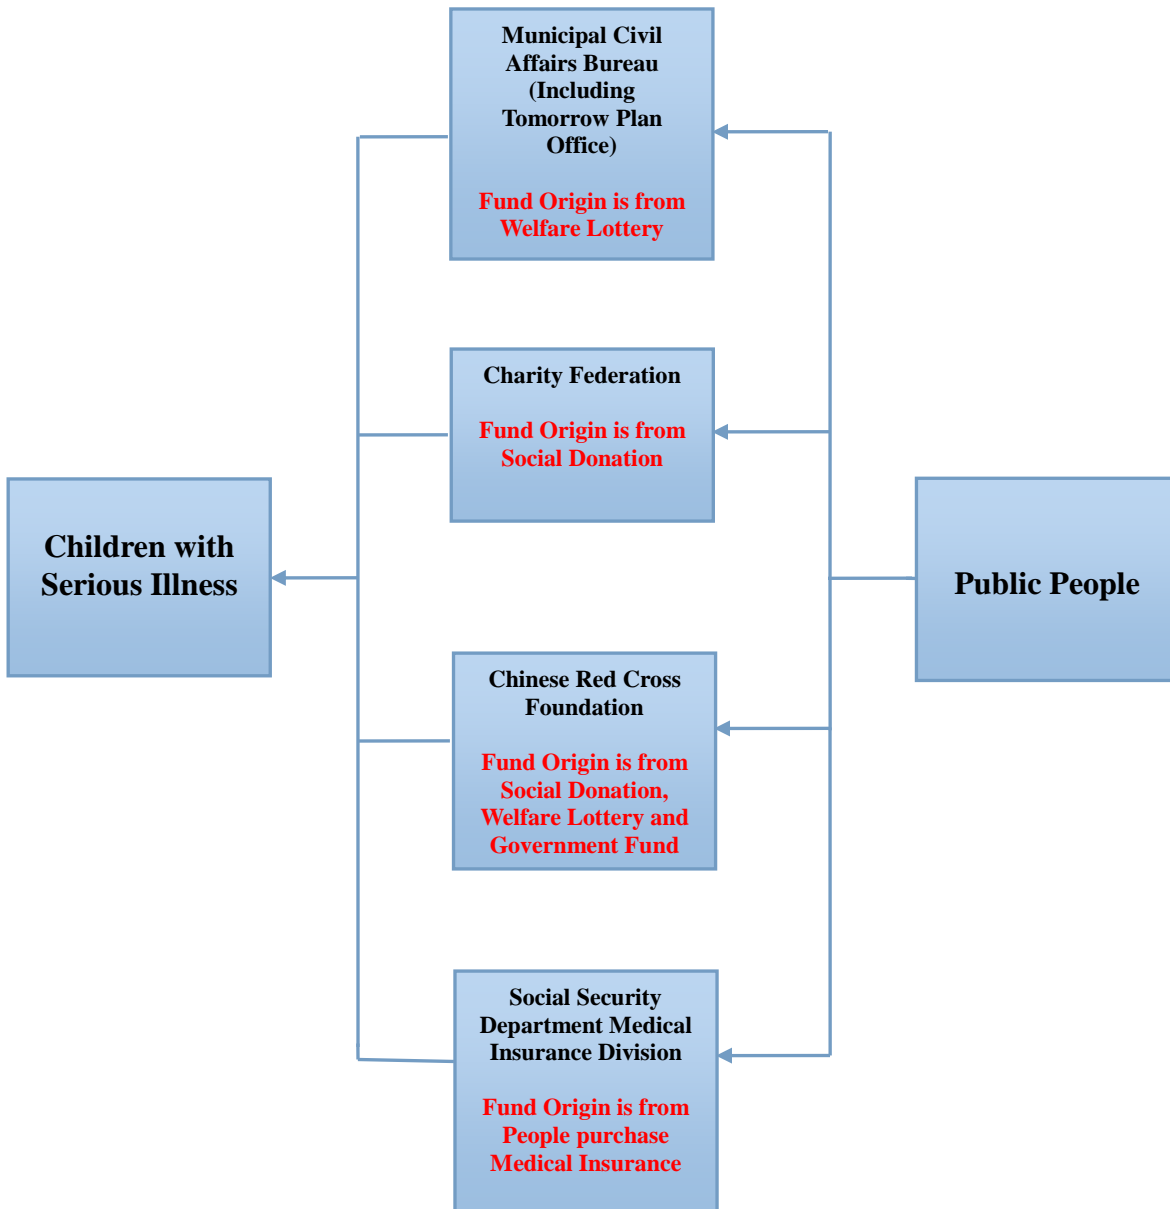 Municipal Civil
Affairs Bureau
(Including
Tomorrow Plan
Office)
Fund Origin is from
Welfare Lottery
Charity Federation
Fund Origin is from
Social Donation
Children with
Serious Illness
Public People
Chinese Red Cross
Foundation
Fund Origin is from
Social Donation,
Welfare Lottery and
Government Fund
Social Security
Department Medical
Insurance Division
Fund Origin is from
People purchase
Medical Insurance